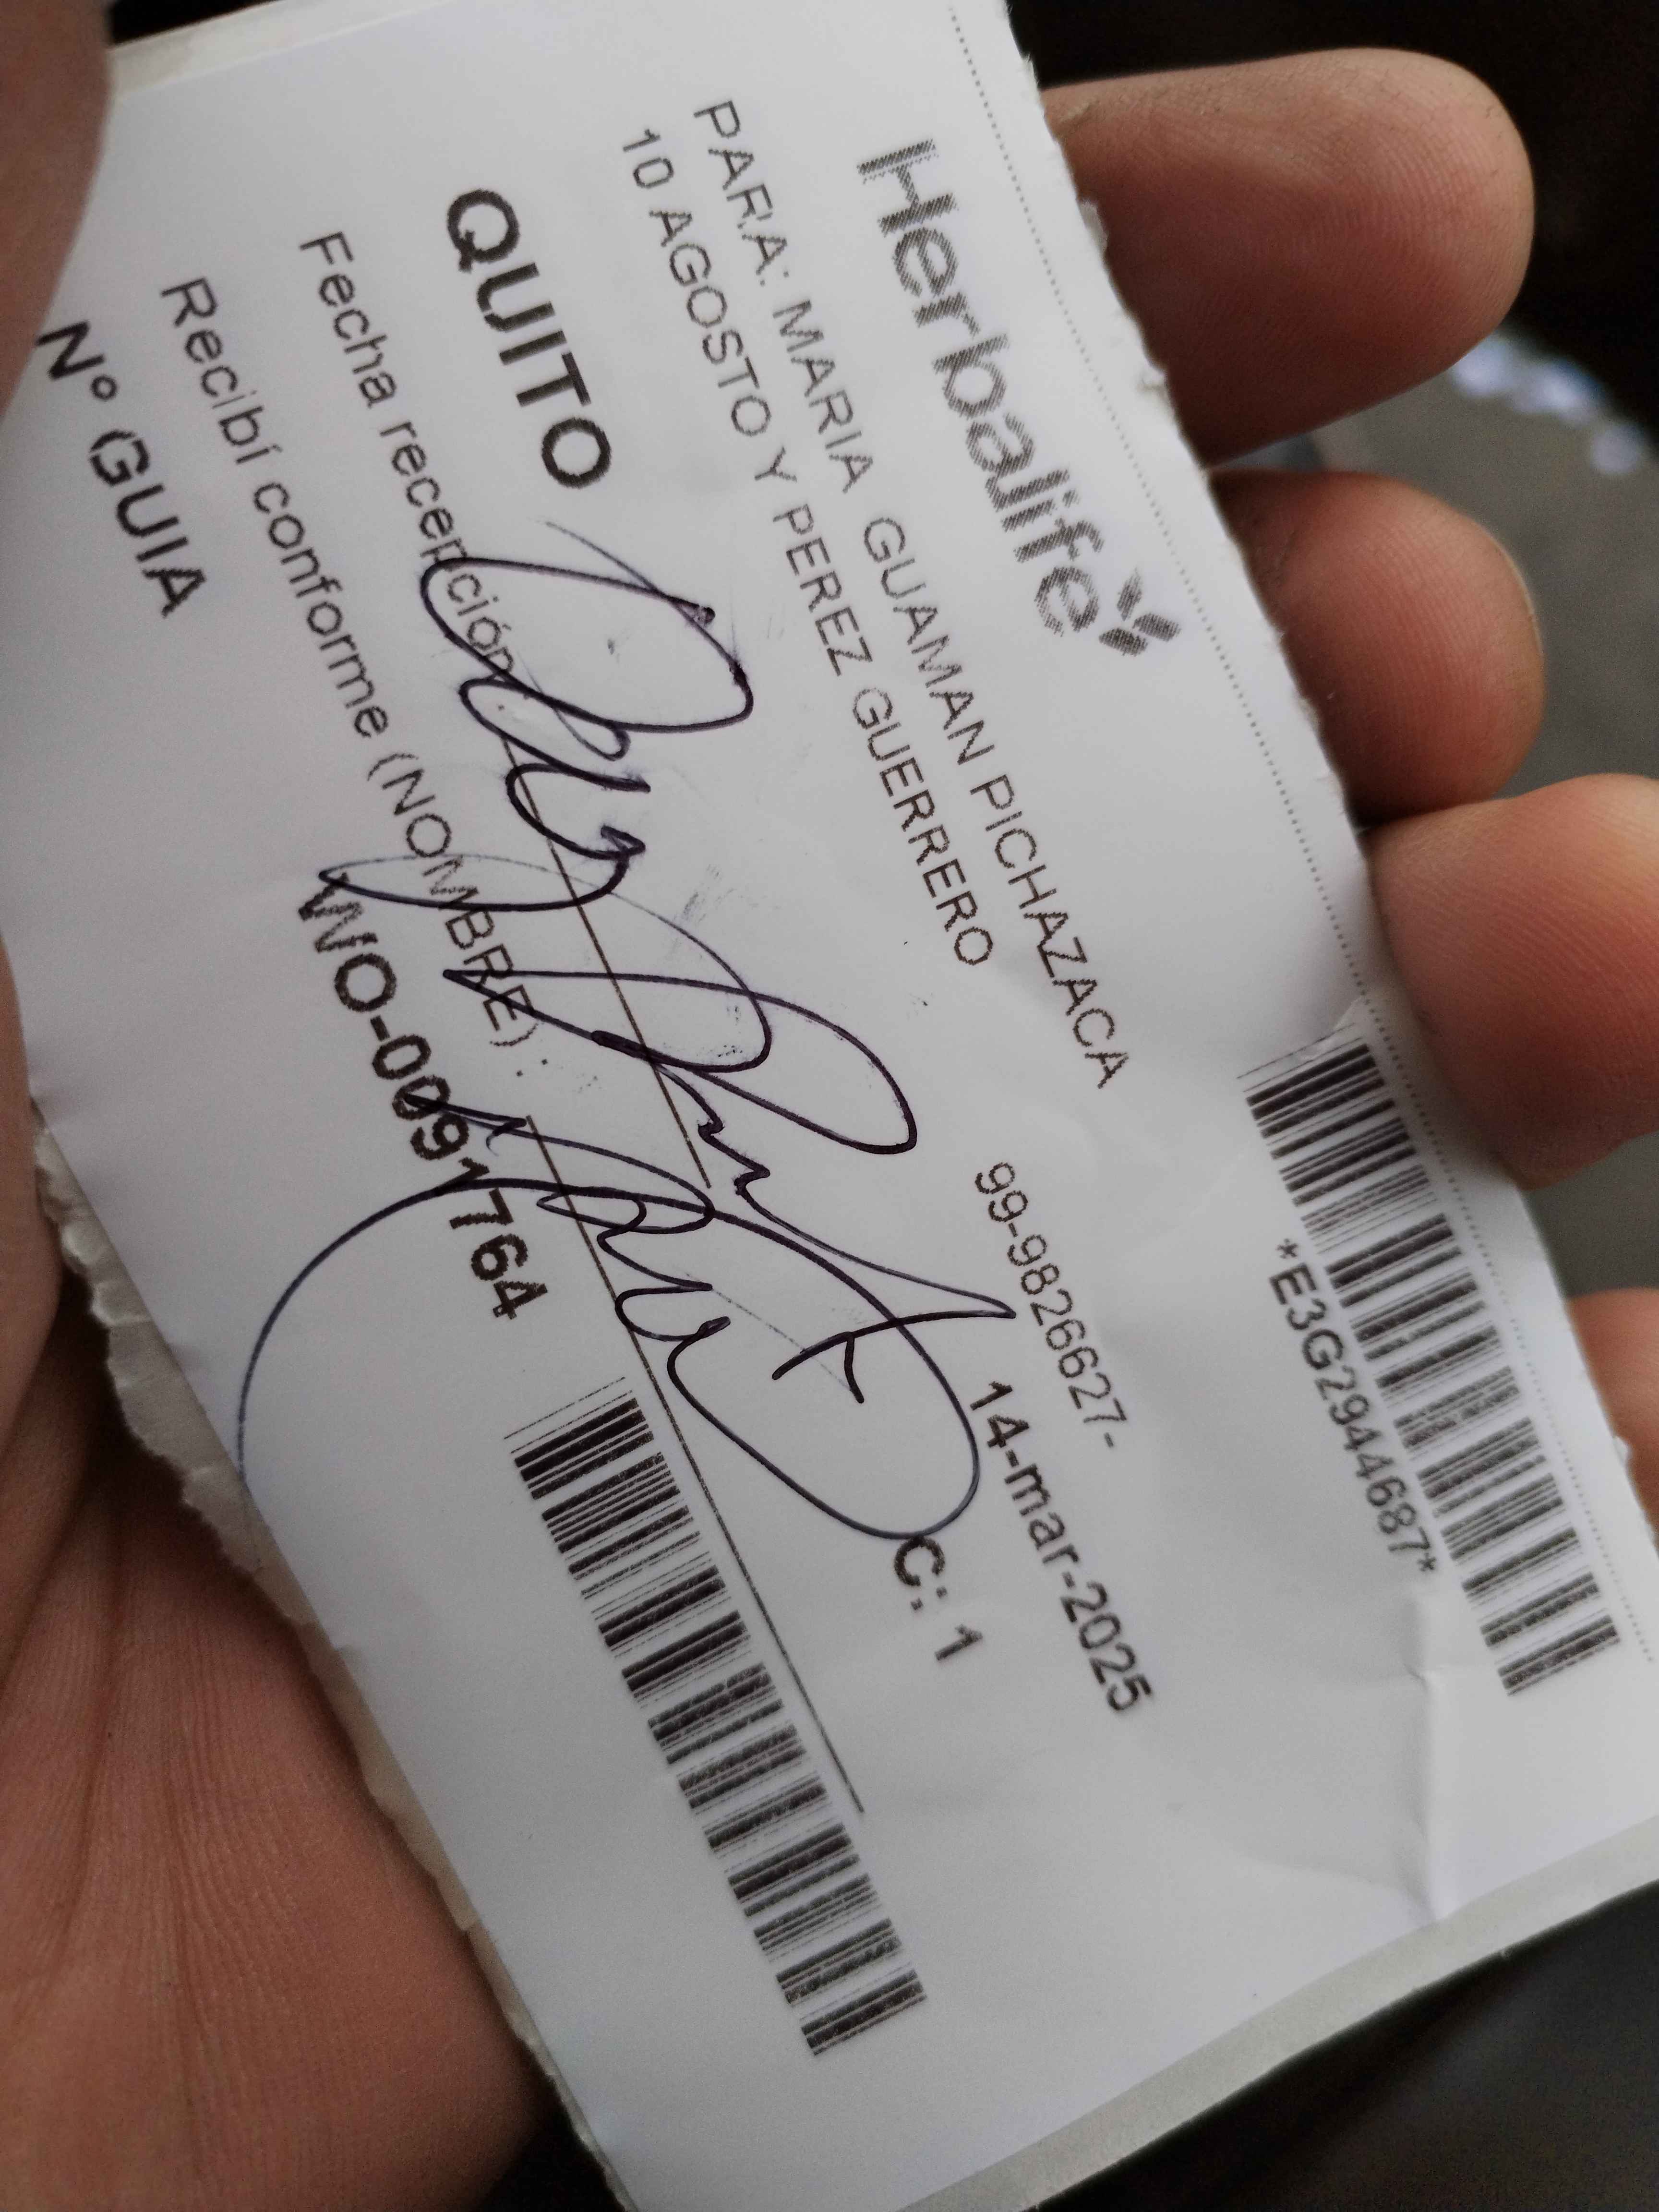 Herbalife
*E3G2944687*
PARA: MARIA GUAMAN PICHAZACA
10 AGOSTO Y PEREZ GUERRERO
99-9826627-
14-mar-2025
QUITO
C: 1
Fecha recepción
Recibí conforme (NOMBRE) :
Nº GUIA WO-0091764